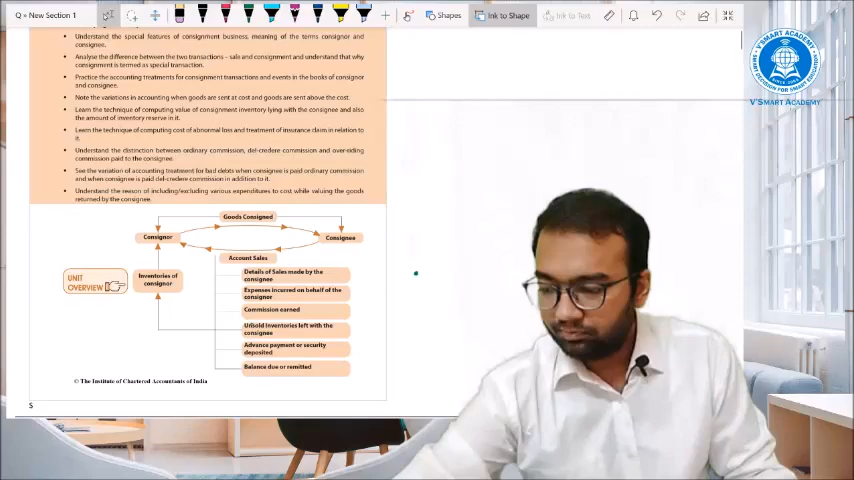 Q » New Section 1
Shapes
Ink to Shape
Ink to Text
• Understand the special features of consignment business, meaning of the terms consignor and
consignee.
• Analyse the difference between the two transactions – sale and consignment and understand that why
consignment is termed as special transaction.
• Practice the accounting treatments for consignment transactions and events in the books of consignor
and consignee.
• Note the variations in accounting when goods are sent at cost and goods are sent above the cost.
• Learn the technique of computing value of consignment inventory lying with the consignee and also
the amount of inventory reserve in it.
• Learn the technique of computing cost of abnormal loss and treatment of insurance claim in relation to
it.
• Understand the distinction between ordinary commission, del-credere commission and over-riding
commission paid to the consignee.
• See the variation of accounting treatment for bad debts when consignee is paid ordinary commission
and when consignee is paid del-credere commission in addition to it.
• Understand the reason of including/excluding various expenditures to cost while valuing the goods
returned by the consignee.
Goods Consigned
Consignor
Consignee
Account Sales
UNIT
OVERVIEW
Inventories of
consignor
Details of Sales made by the
consignee
Expenses incurred on behalf of the
consignor
Commission earned
Unsold Inventories left with the
consignee
Advance payment or security
deposited
Balance due or remitted
© The Institute of Chartered Accountants of India
S
V'SMART ACADEMY
SINCE 2005
DECISION FOR SMART EDUCATION
V'Smart Academy